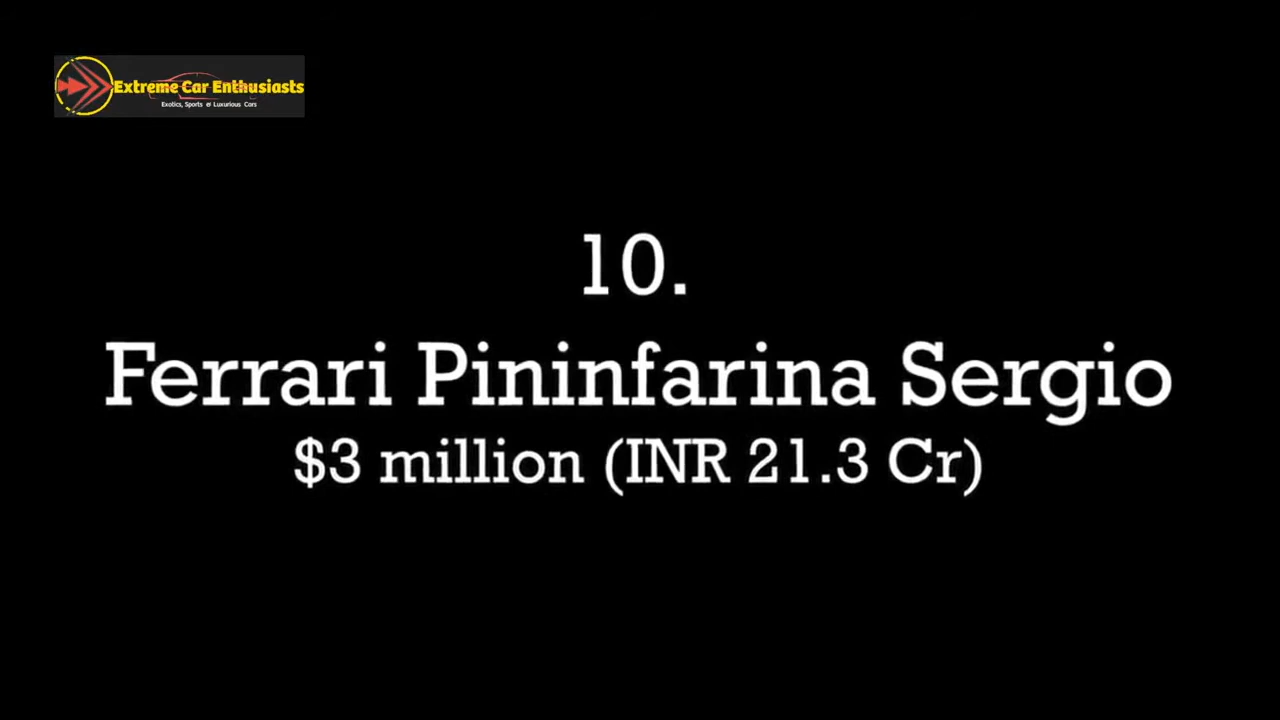 Extreme Car Enthusiasts
Exotics, Sports & Luxurious Cars
10.
Ferrari Pininfarina Sergio
$3 million (INR 21.3 Cr)